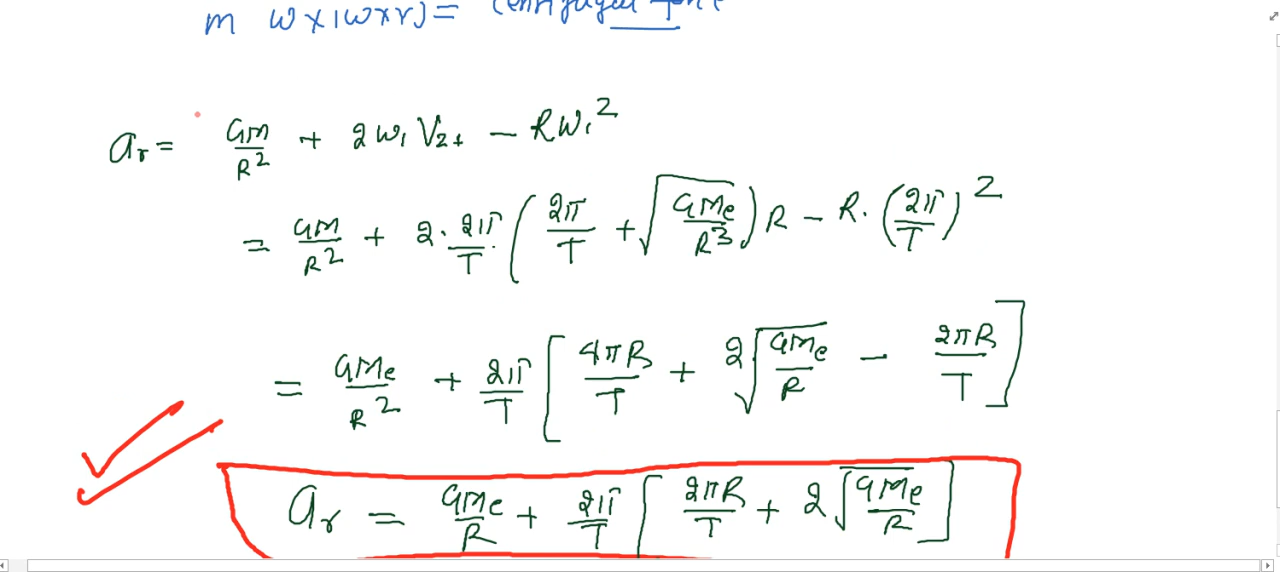 m ω×(ω×r) = Centrifugal Force
a_r = GM/R² + 2ω₁V₂₁ − Rω₁²
= GM/R² + 2·2π/T·(2π/T + √(GMe/R³))R − R·(2π/T)²
= GMe/R² + 2π/T[4πR/T + 2√(GMe/R) − 2πR/T]
a_r = GMe/R + 2π/T[2πR/T + 2√(GMe/R)]